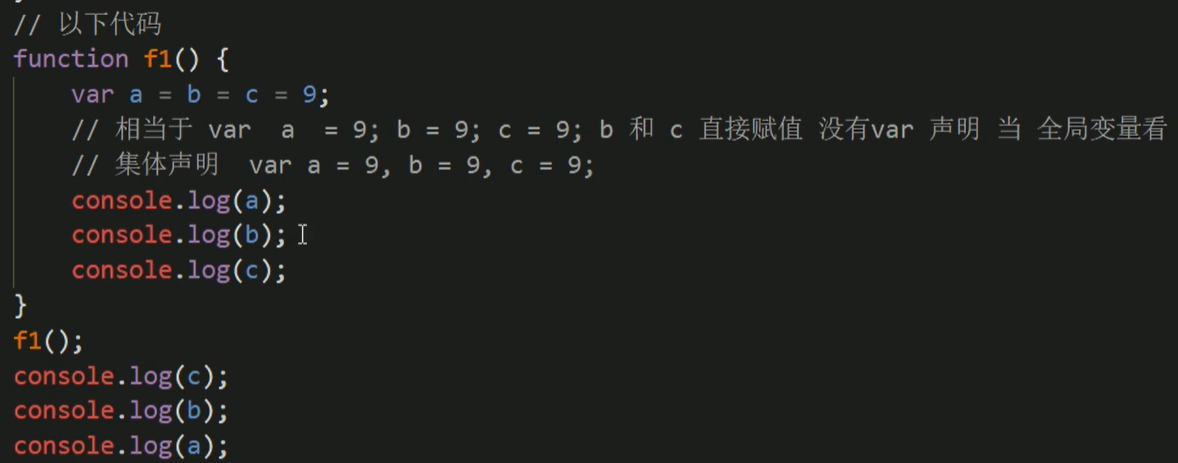 // 以下代码
function f1() {
    var a = b = c = 9;
    // 相当于 var  a  = 9; b = 9; c = 9; b 和 c 直接赋值 没有var 声明 当 全局变量看
    // 集体声明  var a = 9, b = 9, c = 9;
    console.log(a);
    console.log(b);
    console.log(c);
}
f1();
console.log(c);
console.log(b);
console.log(a);